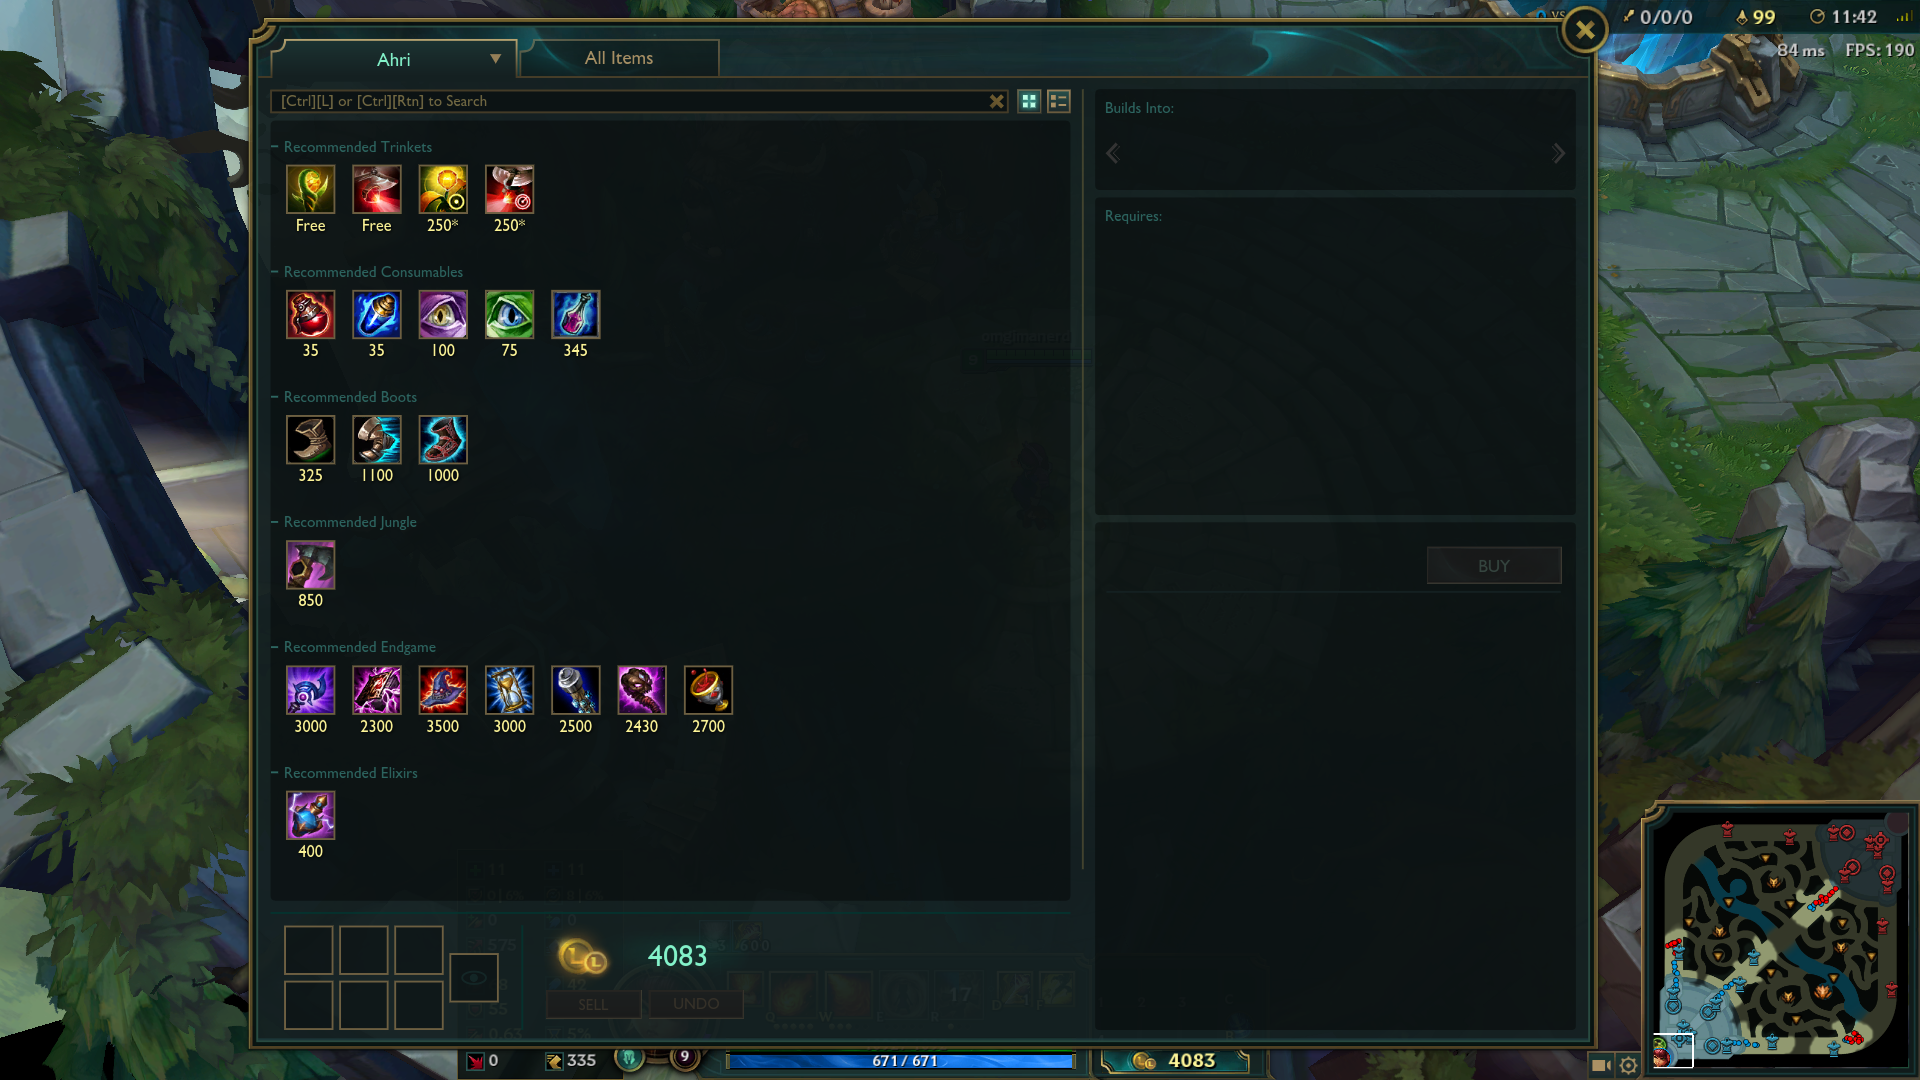 VS 0/0/0 99 11:42
84 ms FPS: 190
Ahri All Items
[Ctrl][L] or [Ctrl][Rtn] to Search
Builds Into:
Recommended Trinkets
Free Free 250* 250*
Requires:
Recommended Consumables
35 35 100 75 345
Recommended Boots
325 1100 1000
Recommended Jungle
850
BUY
Recommended Endgame
3000 2300 3500 3000 2500 2430 2700
Recommended Elixirs
400
4083
SELL UNDO
0 335 9 671 / 671 4083